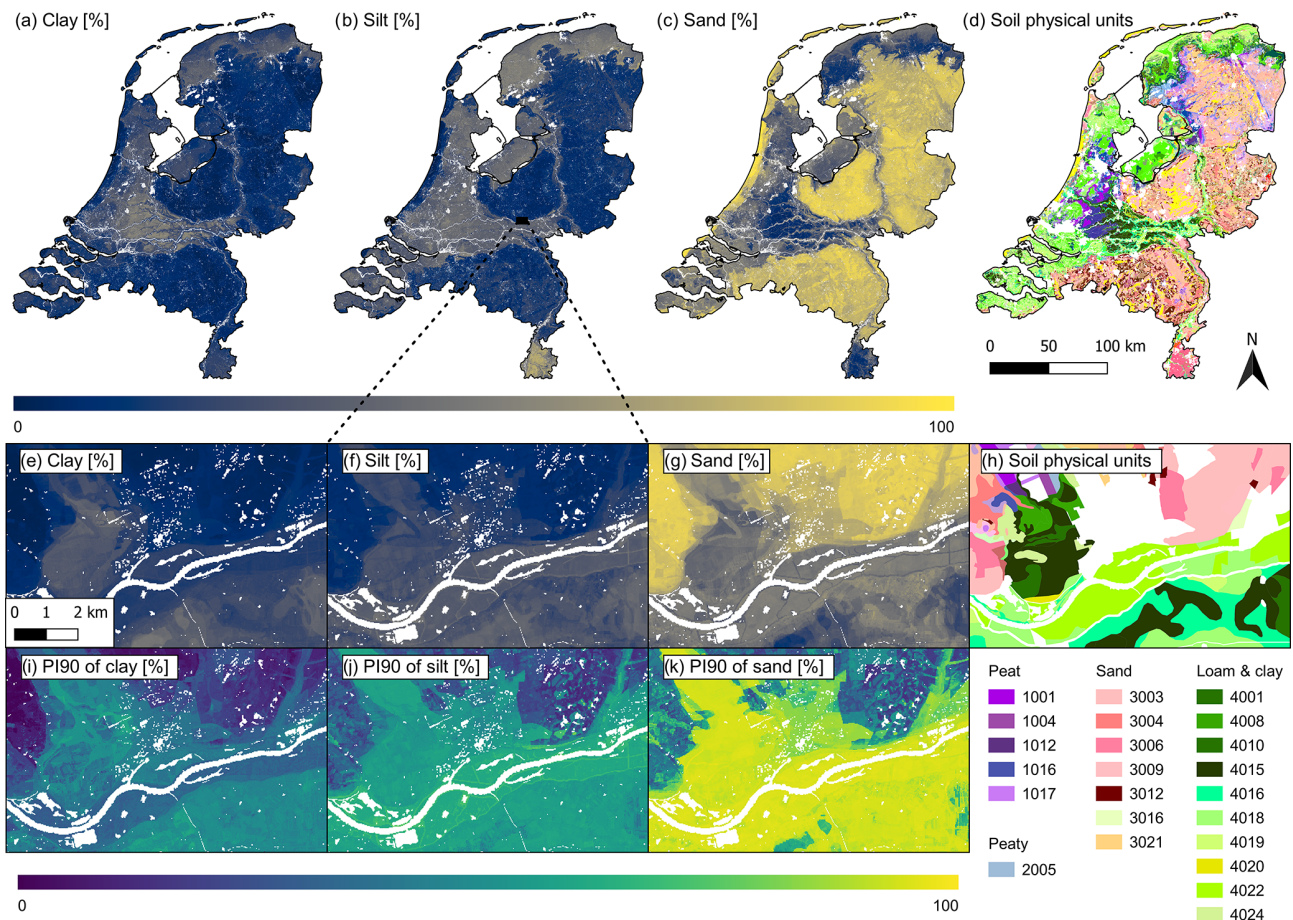 (a) Clay [%]
(b) Silt [%]
(c) Sand [%]
(d) Soil physical units
0 50 100 km
N
0 100
(e) Clay [%]
(f) Silt [%]
(g) Sand [%]
(h) Soil physical units
0 1 2 km
(i) PI90 of clay [%]
(j) PI90 of silt [%]
(k) PI90 of sand [%]
0 100
Peat
1001
1004
1012
1016
1017
Peaty
2005
Sand
3003
3004
3006
3009
3012
3016
3021
Loam & clay
4001
4008
4010
4015
4016
4018
4019
4020
4022
4024